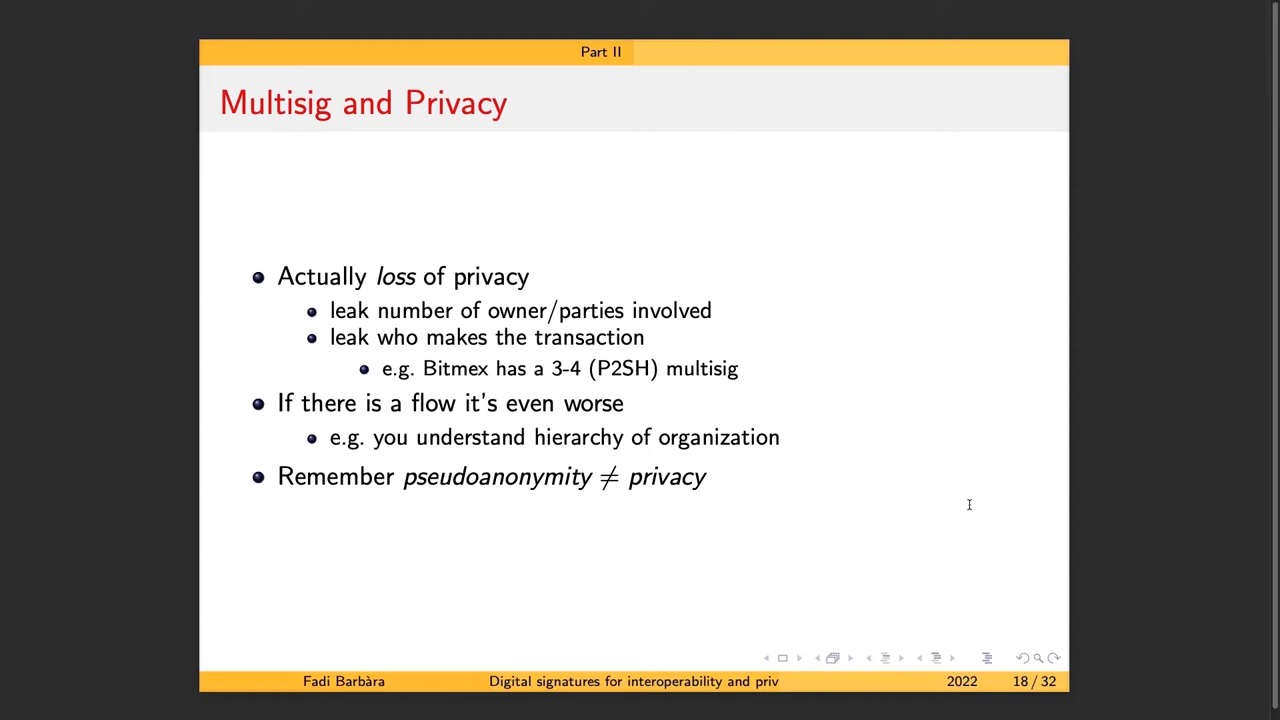 Part II
Multisig and Privacy
Actually loss of privacy
leak number of owner/parties involved
leak who makes the transaction
e.g. Bitmex has a 3-4 (P2SH) multisig
If there is a flow it's even worse
e.g. you understand hierarchy of organization
Remember pseudoanonymity ≠ privacy
Fadi Barbàra Digital signatures for interoperability and priv 2022 18 / 32